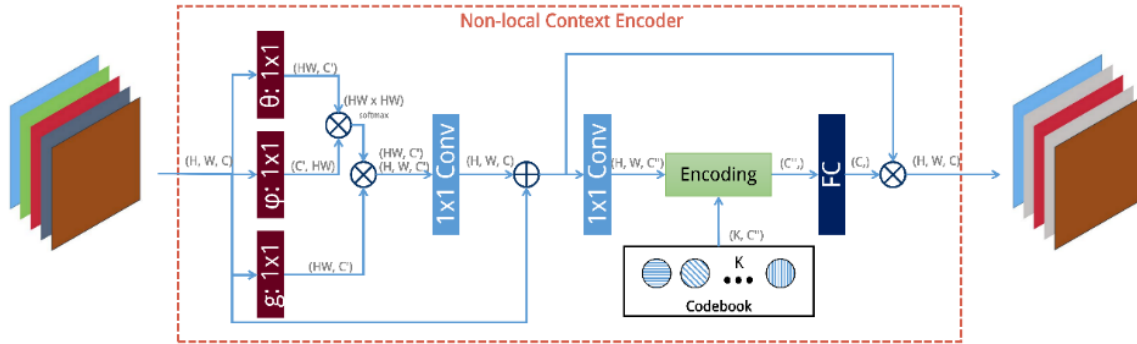 Non-local Context Encoder
θ: 1x1
(HW, C')
(HW x HW)
softmax
(H, W, C)
φ: 1x1
(C', HW)
(HW, C')
(H, W, C')
1x1 Conv
(H, W, C)
1x1 Conv
(H, W, C'')
Encoding
(C'',)
FC
(C,)
(H, W, C)
g: 1x1
(HW, C')
(K, C'')
K
Codebook